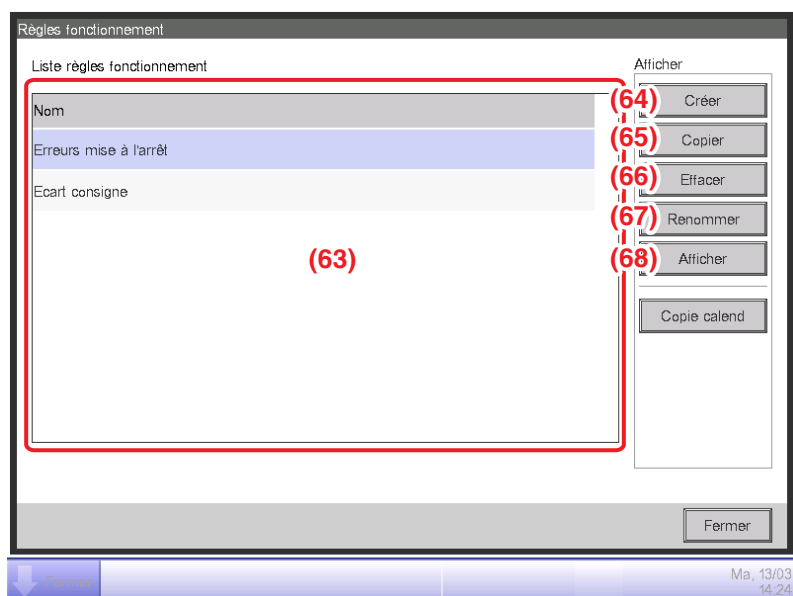 Règles fonctionnement
Liste règles fonctionnement
Afficher
Nom
Erreurs mise à l'arrêt
Ecart consigne
(63)
(64) Créer
(65) Copier
(66) Effacer
(67) Renommer
(68) Afficher
Copie calend
Fermer
Fermer
Ma, 13/03
14:24